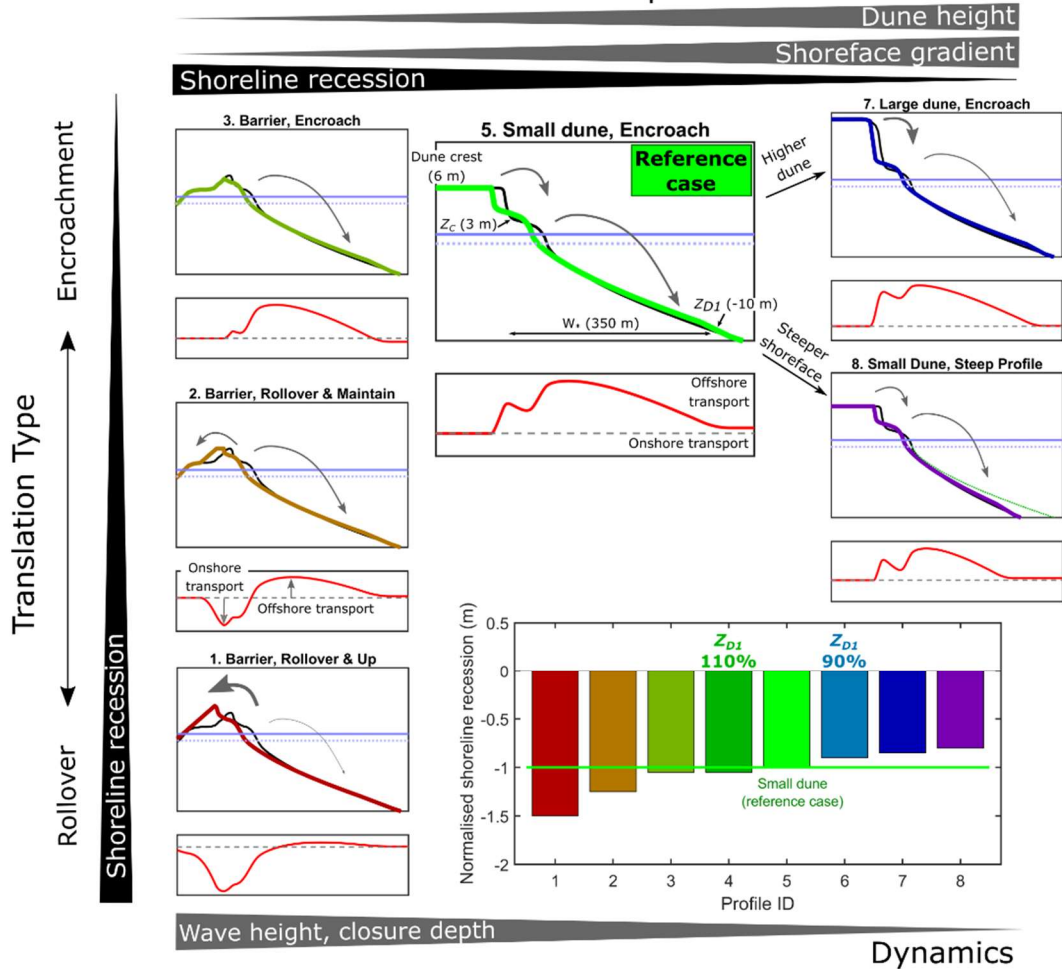 Dune height
Shoreface gradient
Shoreline recession
3. Barrier, Encroach
5. Small dune, Encroach
7. Large dune, Encroach
Dune crest
(6 m)
Reference
case
Higher
dune
Z_C (3 m)
Z_D1 (-10 m)
W* (350 m)
Steeper
shoreface
Offshore
transport
Onshore transport
8. Small Dune, Steep Profile
2. Barrier, Rollover & Maintain
Onshore
transport
Offshore transport
1. Barrier, Rollover & Up
Encroachment
Translation Type
Rollover
Shoreline recession
Normalised shoreline recession (m)
0.5
0
-0.5
-1
-1.5
-2
Z_D1
110%
Z_D1
90%
Small dune
(reference case)
1 2 3 4 5 6 7 8
Profile ID
Wave height, closure depth
Dynamics